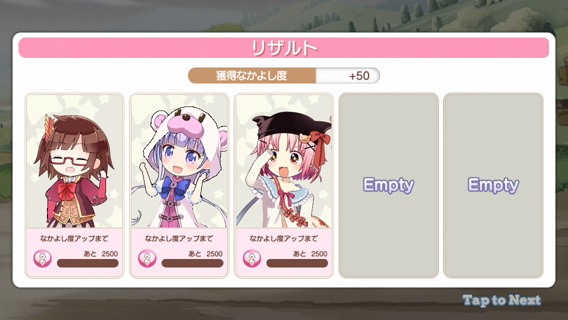 リザルト
獲得なかよし度 +50
なかよし度アップまで
2 あと 2500
なかよし度アップまで
2 あと 2500
なかよし度アップまで
2 あと 2500
Empty
Empty
Tap to Next